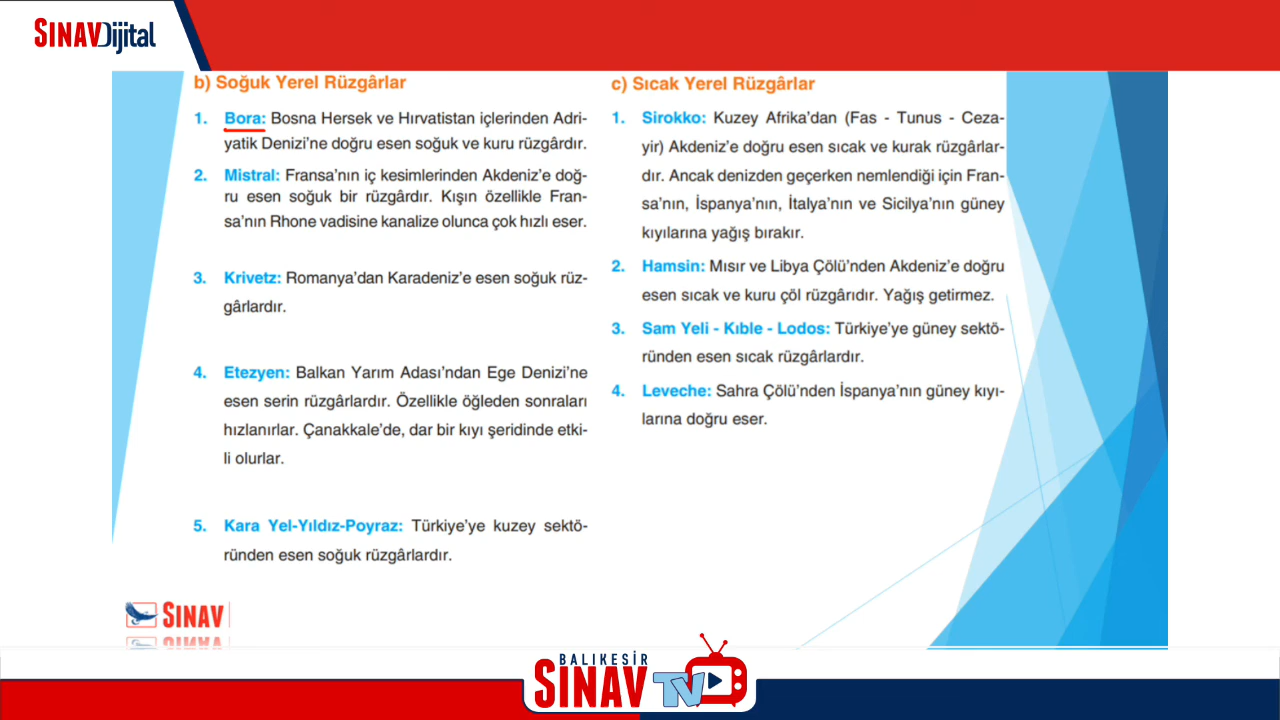 SINAVDijital
b) Soğuk Yerel Rüzgârlar
1. Bora: Bosna Hersek ve Hırvatistan içlerinden Adri-
yatik Denizi’ne doğru esen soğuk ve kuru rüzgârdır.
2. Mistral: Fransa’nın iç kesimlerinden Akdeniz’e doğ-
ru esen soğuk bir rüzgârdır. Kışın özellikle Fran-
sa’nın Rhone vadisine kanalize olunca çok hızlı eser.
3. Krivetz: Romanya’dan Karadeniz’e esen soğuk rüz-
gârlardır.
4. Etezyen: Balkan Yarım Adası’ndan Ege Denizi’ne
esen serin rüzgârlardır. Özellikle öğleden sonraları
hızlanırlar. Çanakkale’de, dar bir kıyı şeridinde etki-
li olurlar.
5. Kara Yel-Yıldız-Poyraz: Türkiye’ye kuzey sektö-
ründen esen soğuk rüzgârlardır.
c) Sıcak Yerel Rüzgârlar
1. Sirokko: Kuzey Afrika’dan (Fas - Tunus - Ceza-
yir) Akdeniz’e doğru esen sıcak ve kurak rüzgârlar-
dır. Ancak denizden geçerken nemlendiği için Fran-
sa’nın, İspanya’nın, İtalya’nın ve Sicilya’nın güney
kıyılarına yağış bırakır.
2. Hamsin: Mısır ve Libya Çölü’nden Akdeniz’e doğru
esen sıcak ve kuru çöl rüzgârıdır. Yağış getirmez.
3. Sam Yeli - Kıble - Lodos: Türkiye’ye güney sektö-
ründen esen sıcak rüzgârlardır.
4. Leveche: Sahra Çölü’nden İspanya’nın güney kıyı-
larına doğru eser.
SINAV
BALIKESİR
SINAV TV